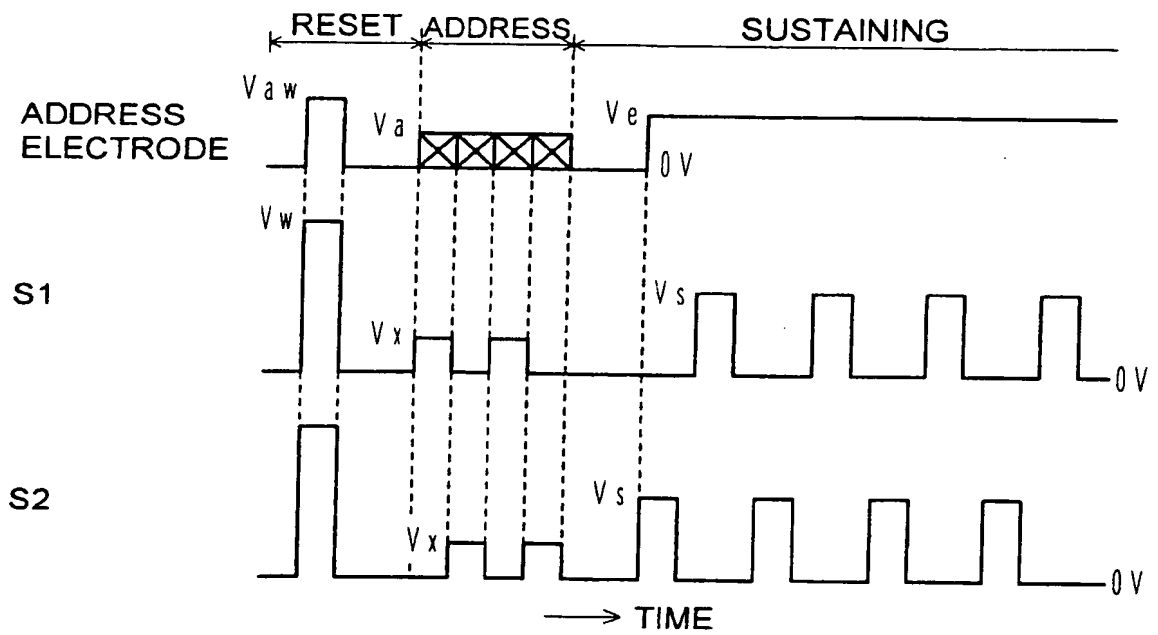 RESET ADDRESS SUSTAINING
V a w
ADDRESS
ELECTRODE
V a
V e
0 V
V w
S1
V s
V x
0 V
S2
V s
V x
0 V
TIME